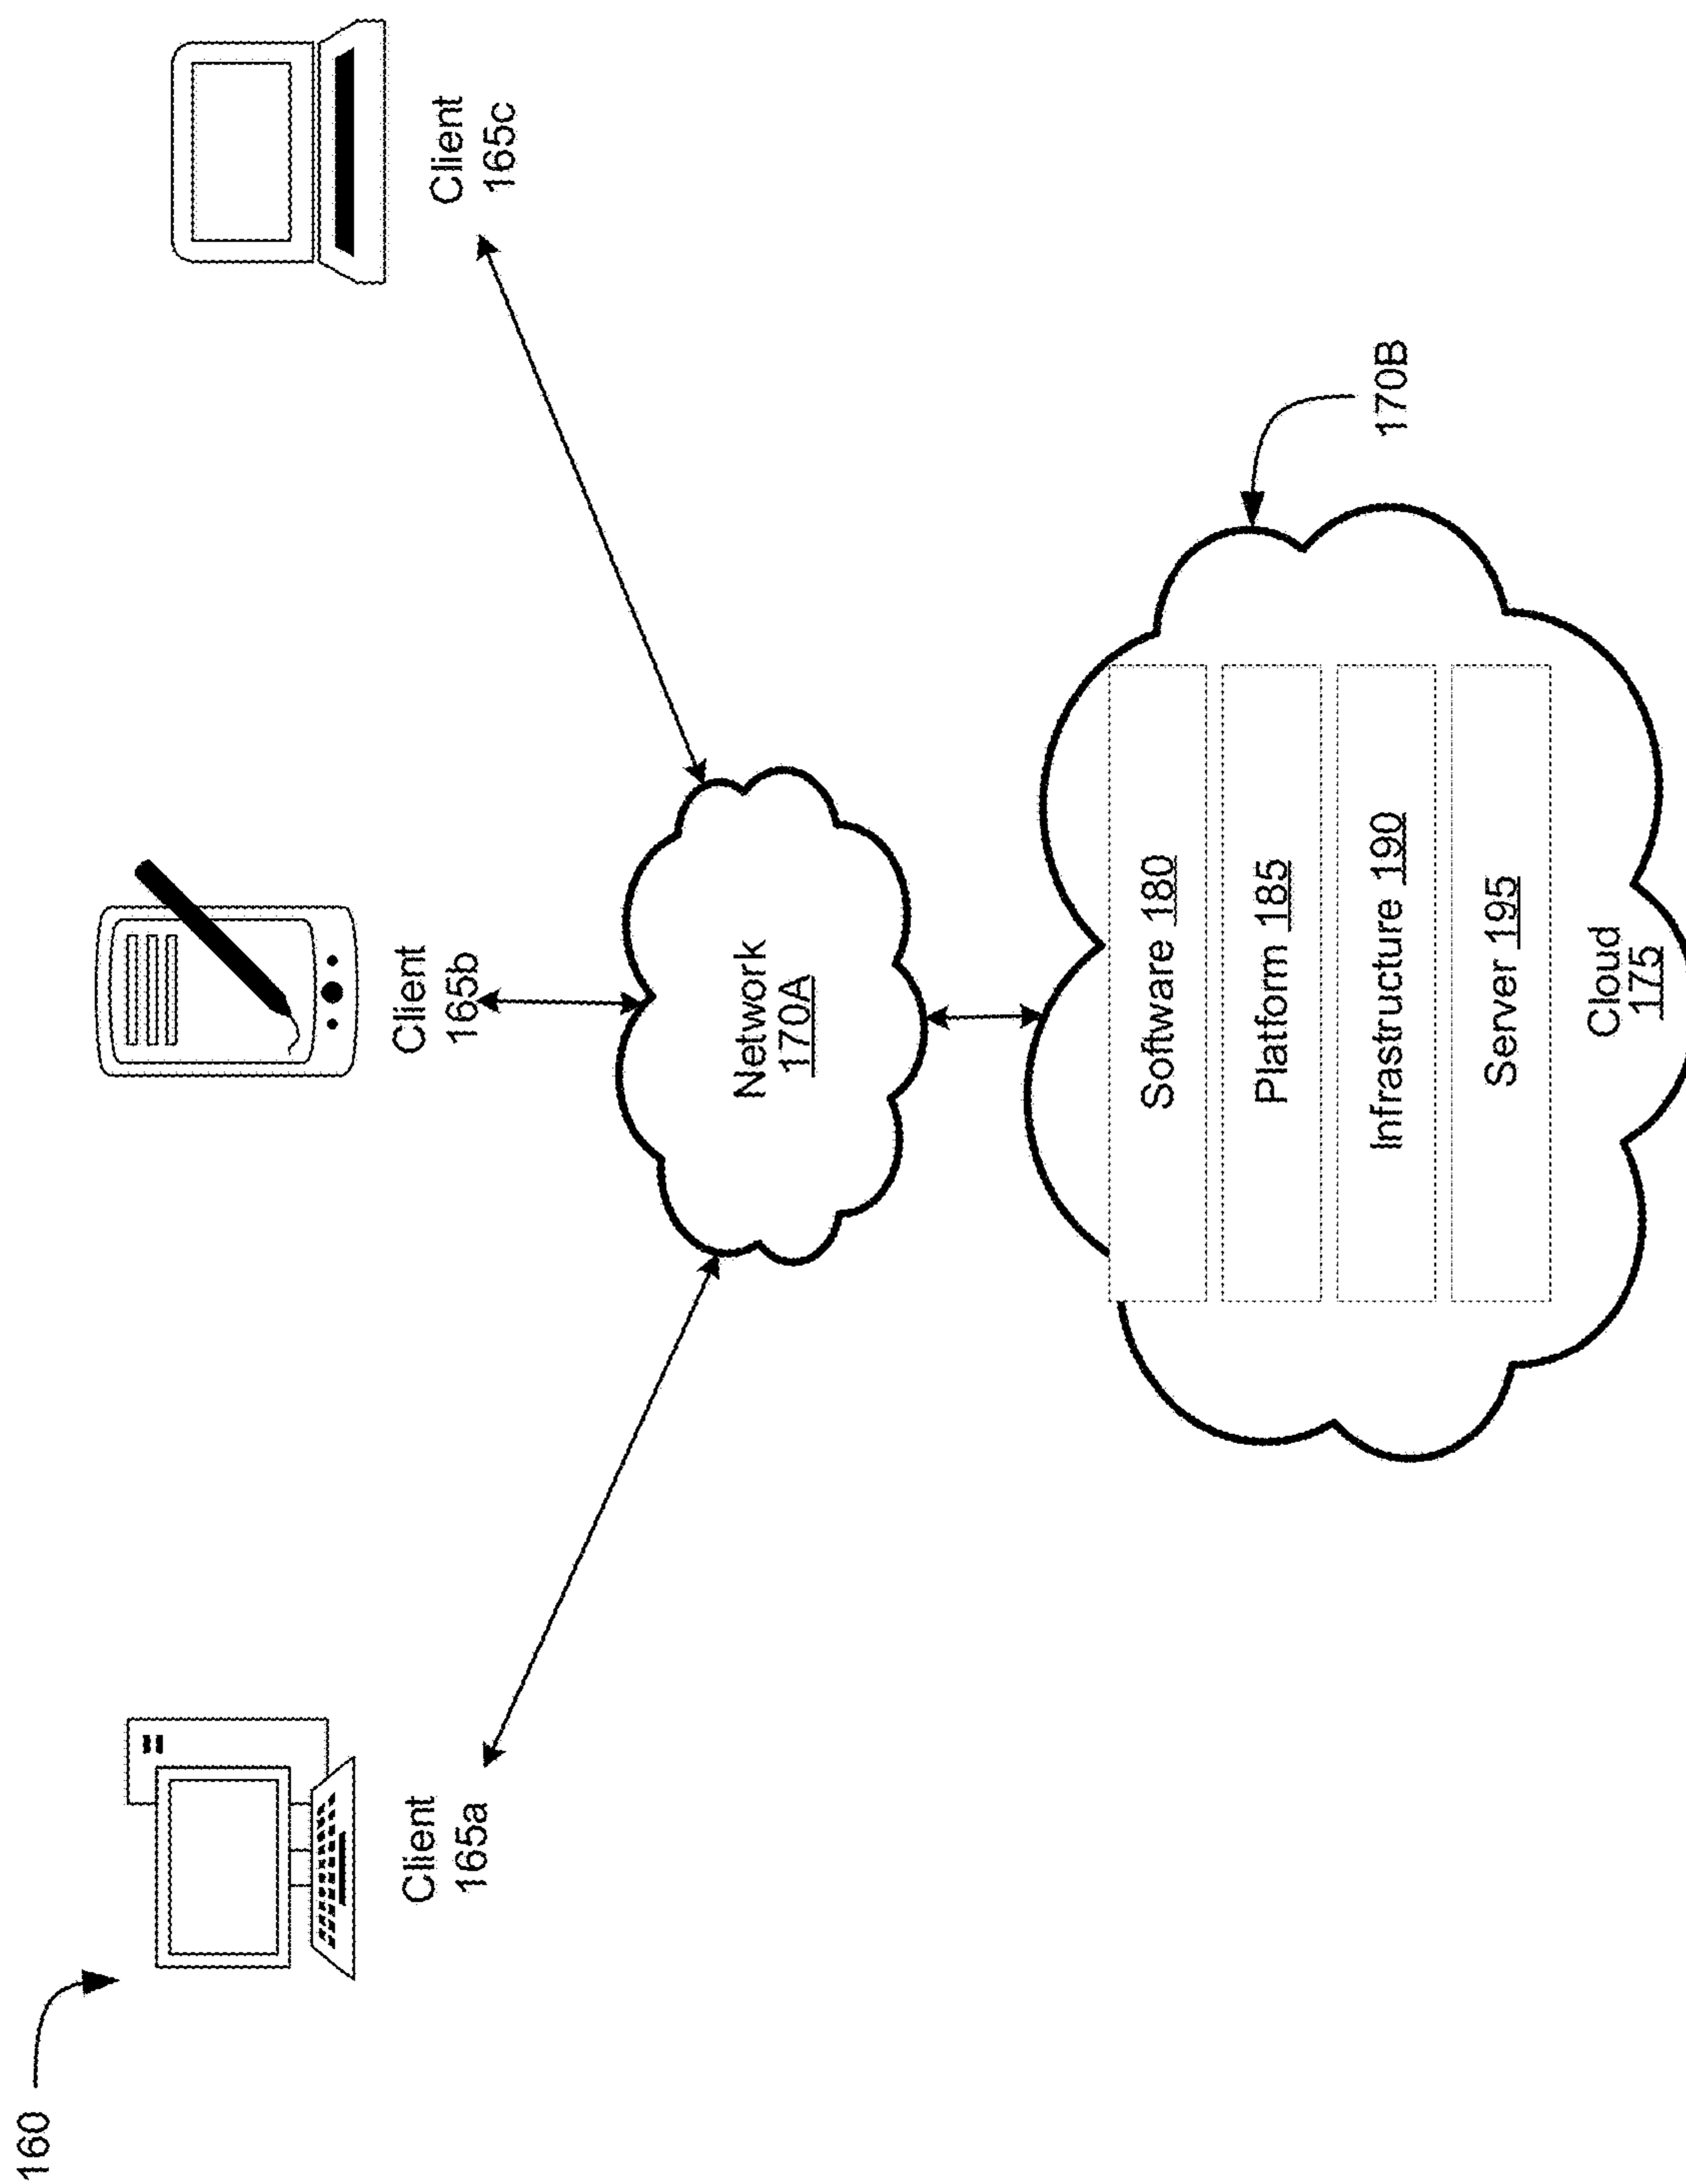 160
Client
165a
Client
165b
Client
165c
Network
170A
170B
Software 180
Platform 185
Infrastructure 190
Server 195
Cloud
175